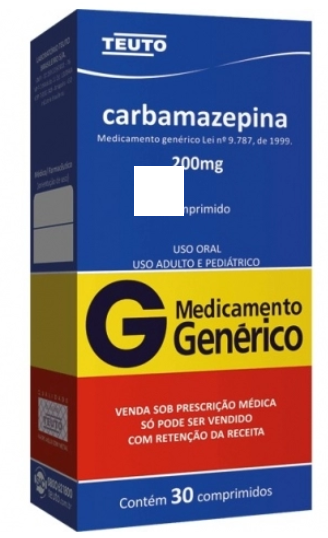 TEUTO
carbamazepina
Medicamento genérico Lei nº 9.787, de 1999.
200mg
USO ORAL
USO ADULTO E PEDIÁTRICO
G Medicamento
Genérico
VENDA SOB PRESCRIÇÃO MÉDICA
SÓ PODE SER VENDIDO
COM RETENÇÃO DA RECEITA
Contém 30 comprimidos